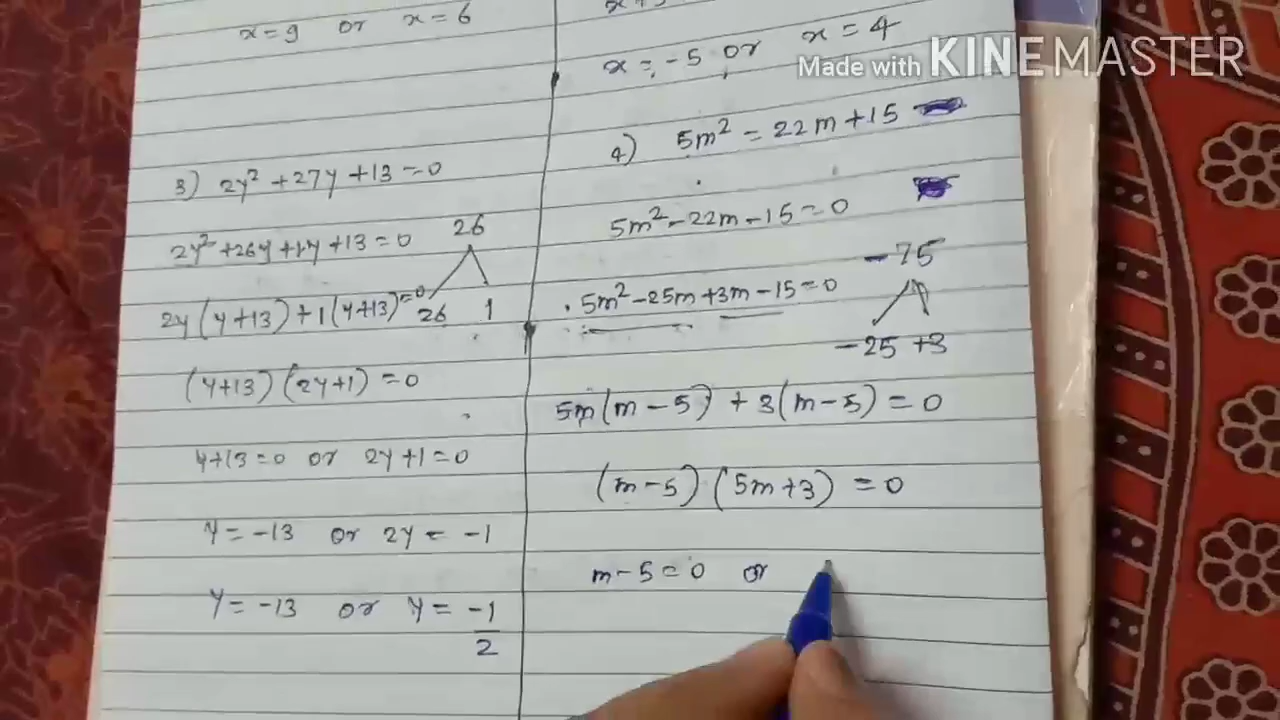 x = 9 or x = 6
3) 2y² + 27y + 13 = 0
2y² + 26y + 1y + 13 = 0
26
2y(y+13) + 1(y+13) = 0
26 1
(y+13) (2y+1) = 0
y+13 = 0 or 2y+1 = 0
y = -13 or 2y = -1
y = -13 or y = -1/2
x = -5 or x = 4
Made with KINEMASTER
4) 5m² = 22m + 15
5m² - 22m - 15 = 0
-75
5m² - 25m + 3m - 15 = 0
-25 +3
5m(m - 5) + 3(m - 5) = 0
(m - 5) (5m + 3) = 0
m - 5 = 0 or